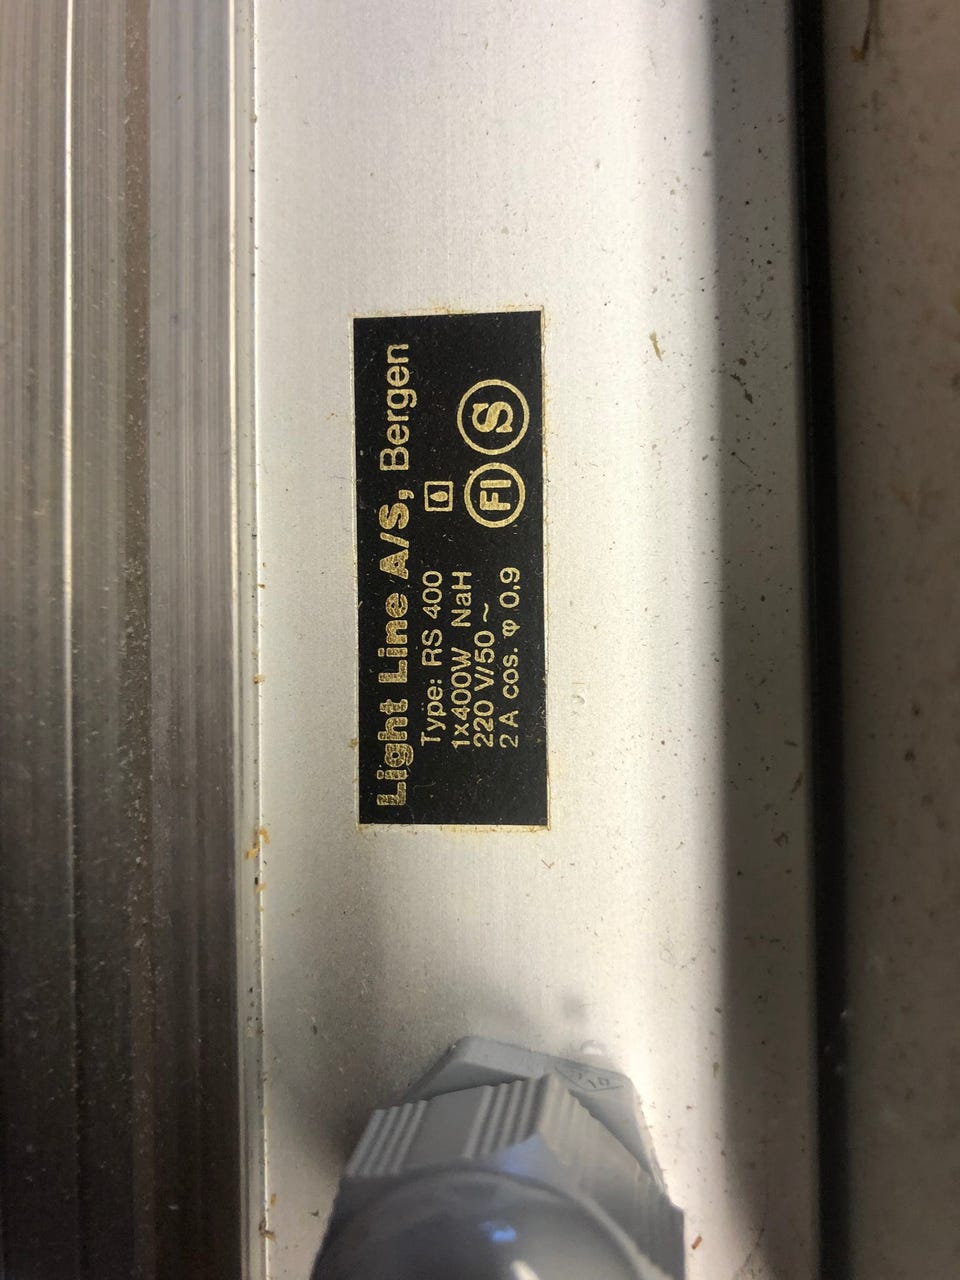 Light Line A/S, Bergen
Type: RS 400
1x400W NaH
220 V/50 ~
2 A cos. φ 0,9
FI S